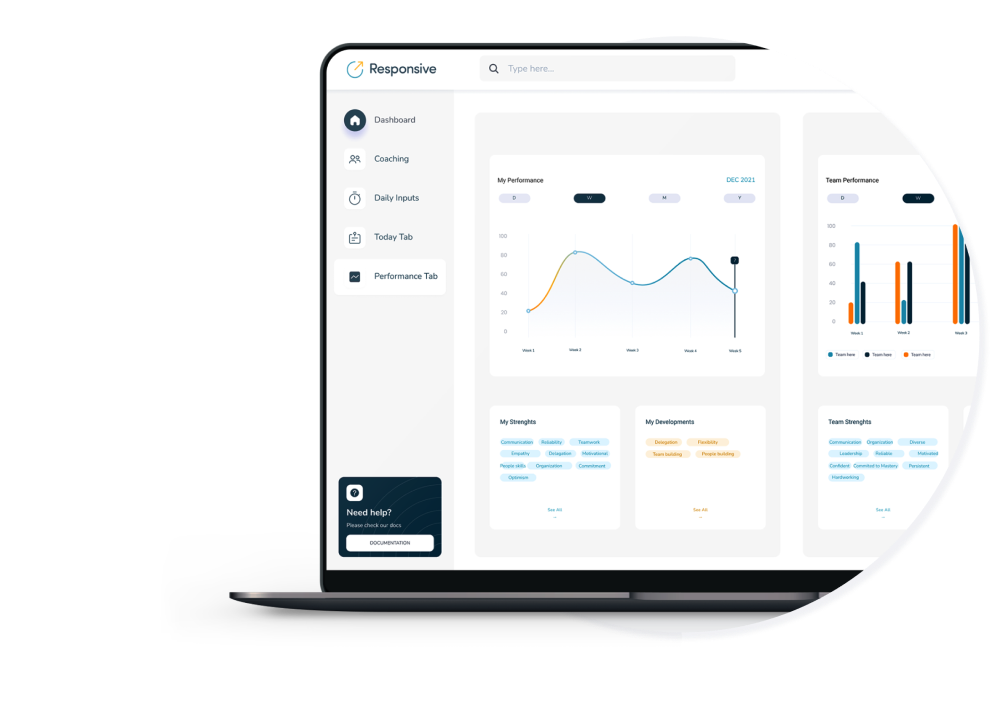 Responsive
Type here...
Dashboard
Coaching
Daily Inputs
Today Tab
Performance Tab
Need help?
Please check our docs
DOCUMENTATION
My Performance
DEC 2021
D W M Y
100
80
60
40
20
0
Week 1 Week 2 Week 3 Week 4 Week 5
My Strenghts
Communication Reliability Teamwork
Empathy Delegation Motivational
People skills Organization Commitment
Optimism
See All
My Developments
Delegation Flexibility
Team building People building
See All
Team Performance
D W
100
80
60
40
20
0
Week 1 Week 2 Week 3
Team here Team here Team here
Team Strenghts
Communication Organization Diverse
Leadership Reliable Motivated
Confident Commited to Mastery Persistent
Hardworking
See All